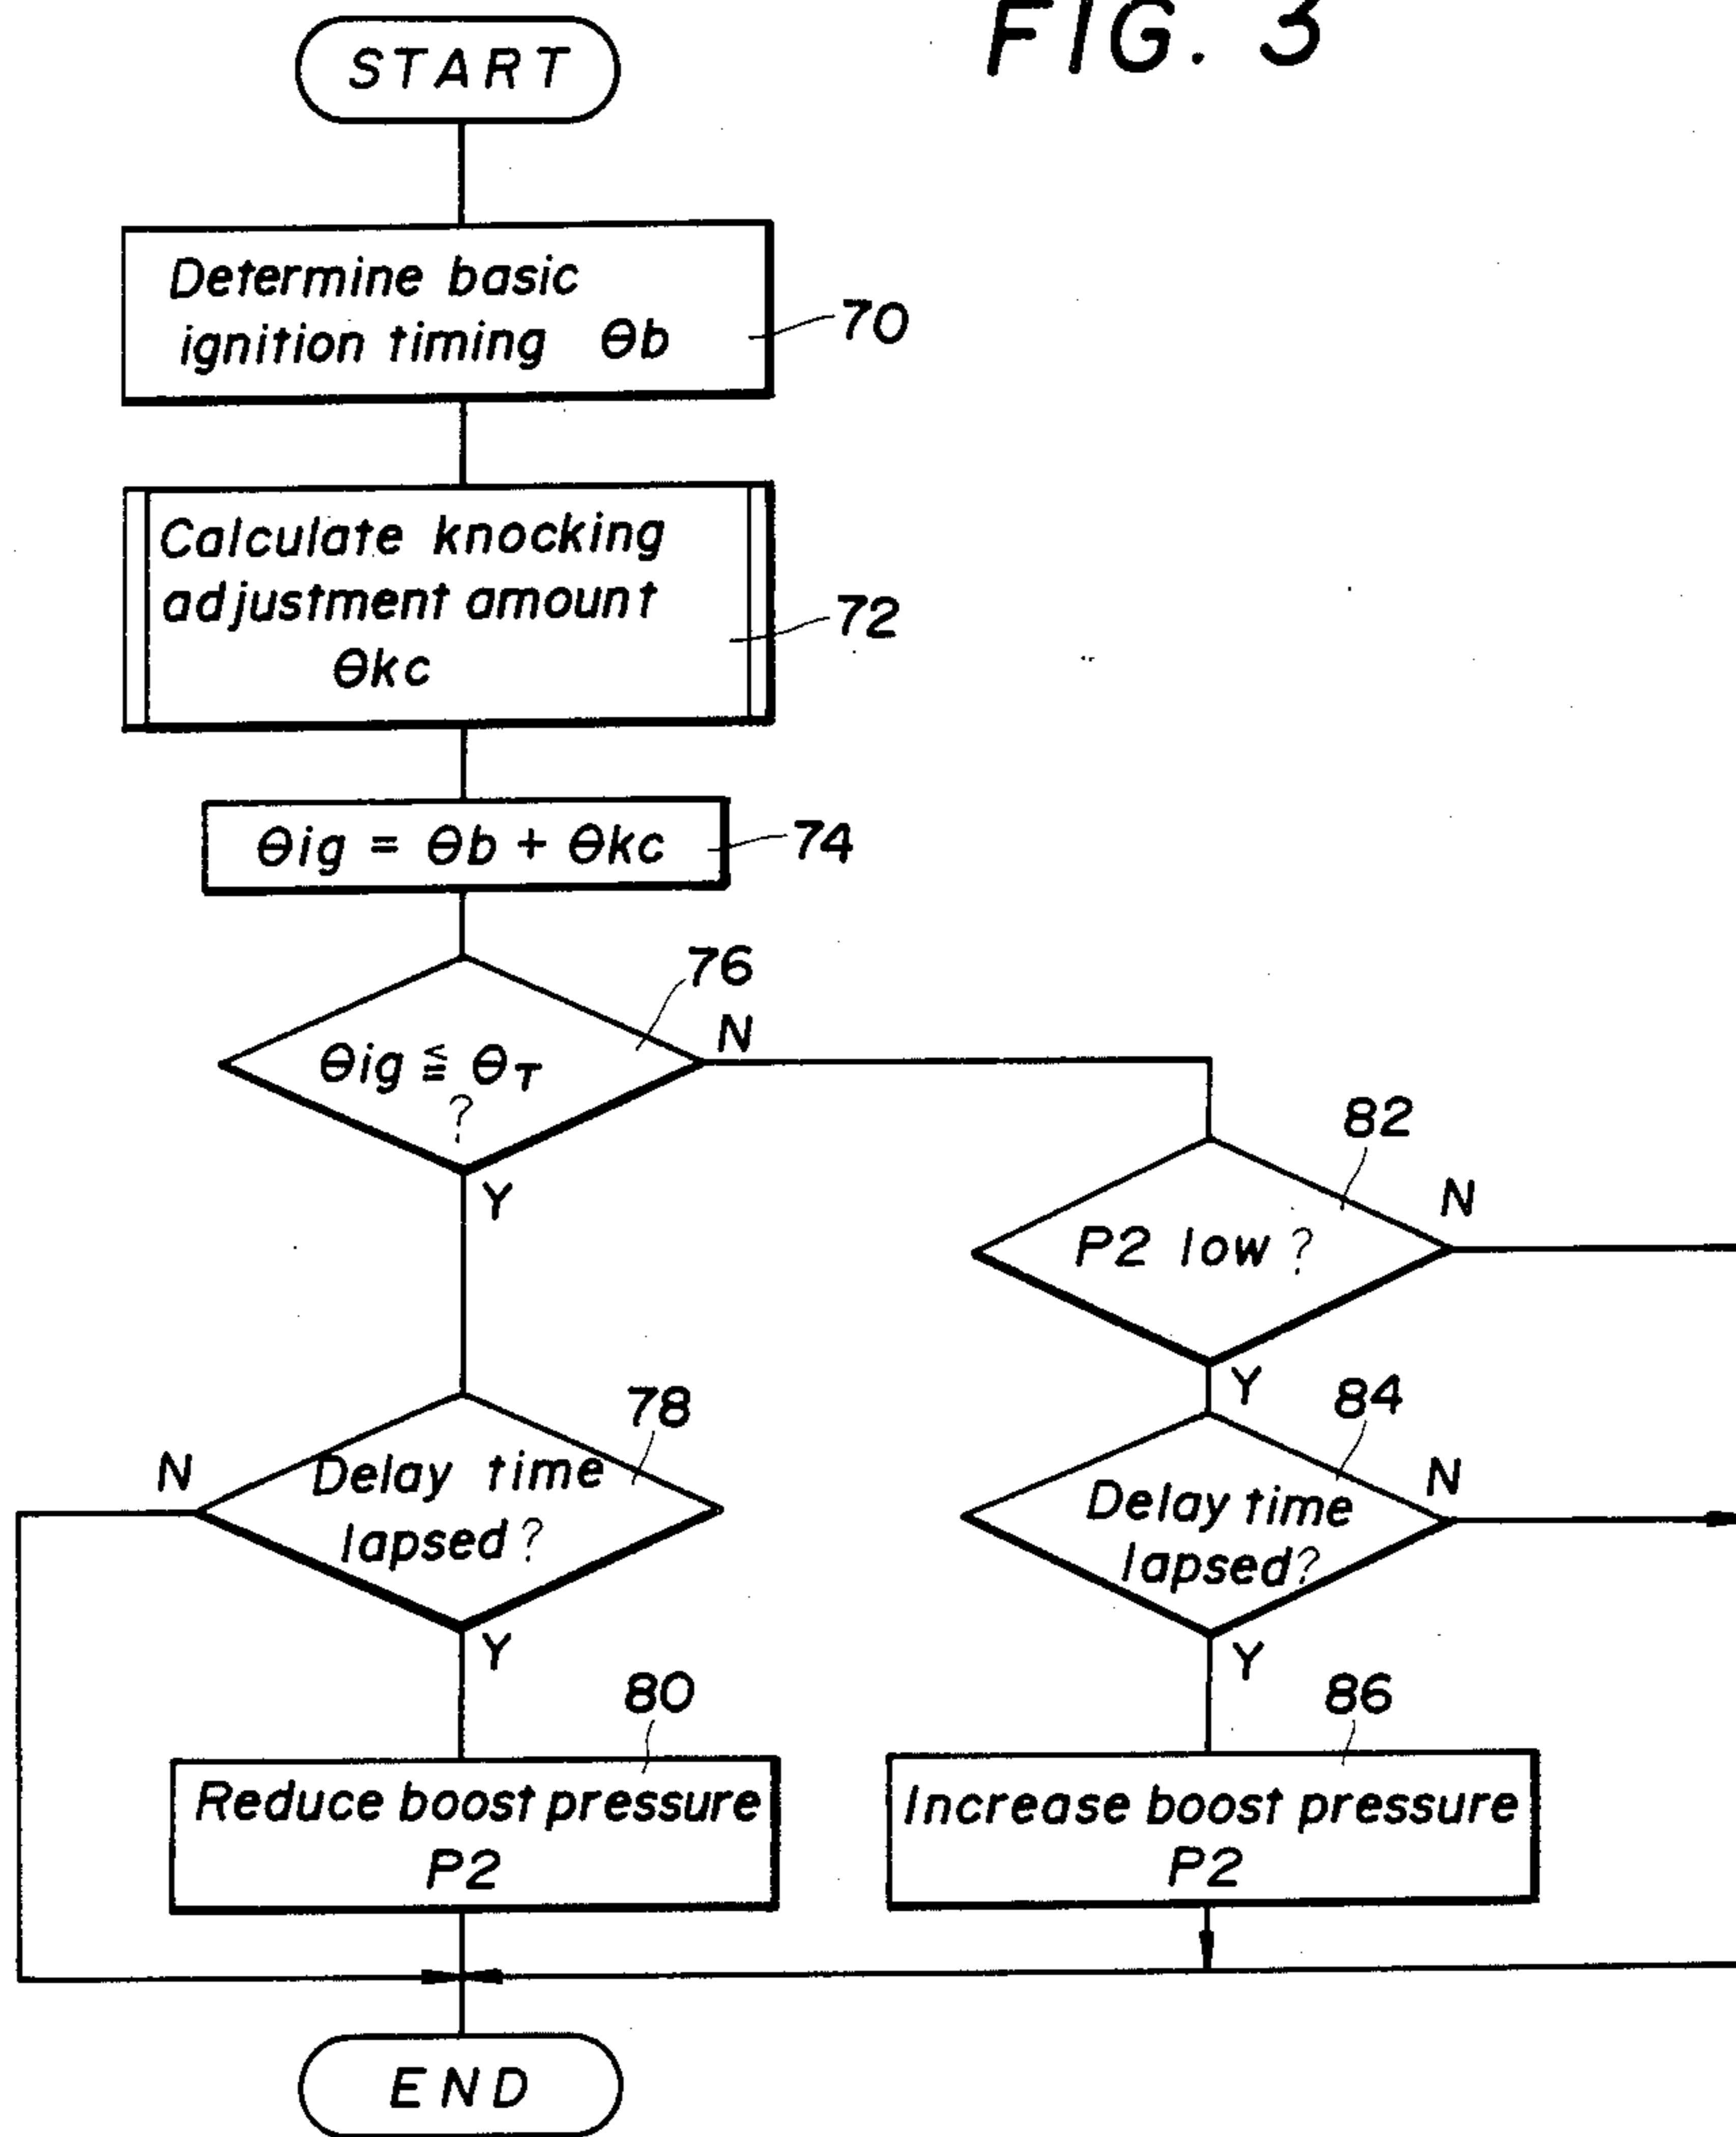 FIG. 3
START
Determine basic
ignition timing θb
70
Calculate knocking
adjustment amount
θkc
72
θig = θb + θkc
74
76
N
θig ≦ θT
?
Y
82
N
P2 low ?
Y
78
N
Delay time
lapsed ?
Y
84
N
Delay time
lapsed?
Y
80
Reduce boost pressure
P2
86
Increase boost pressure
P2
END